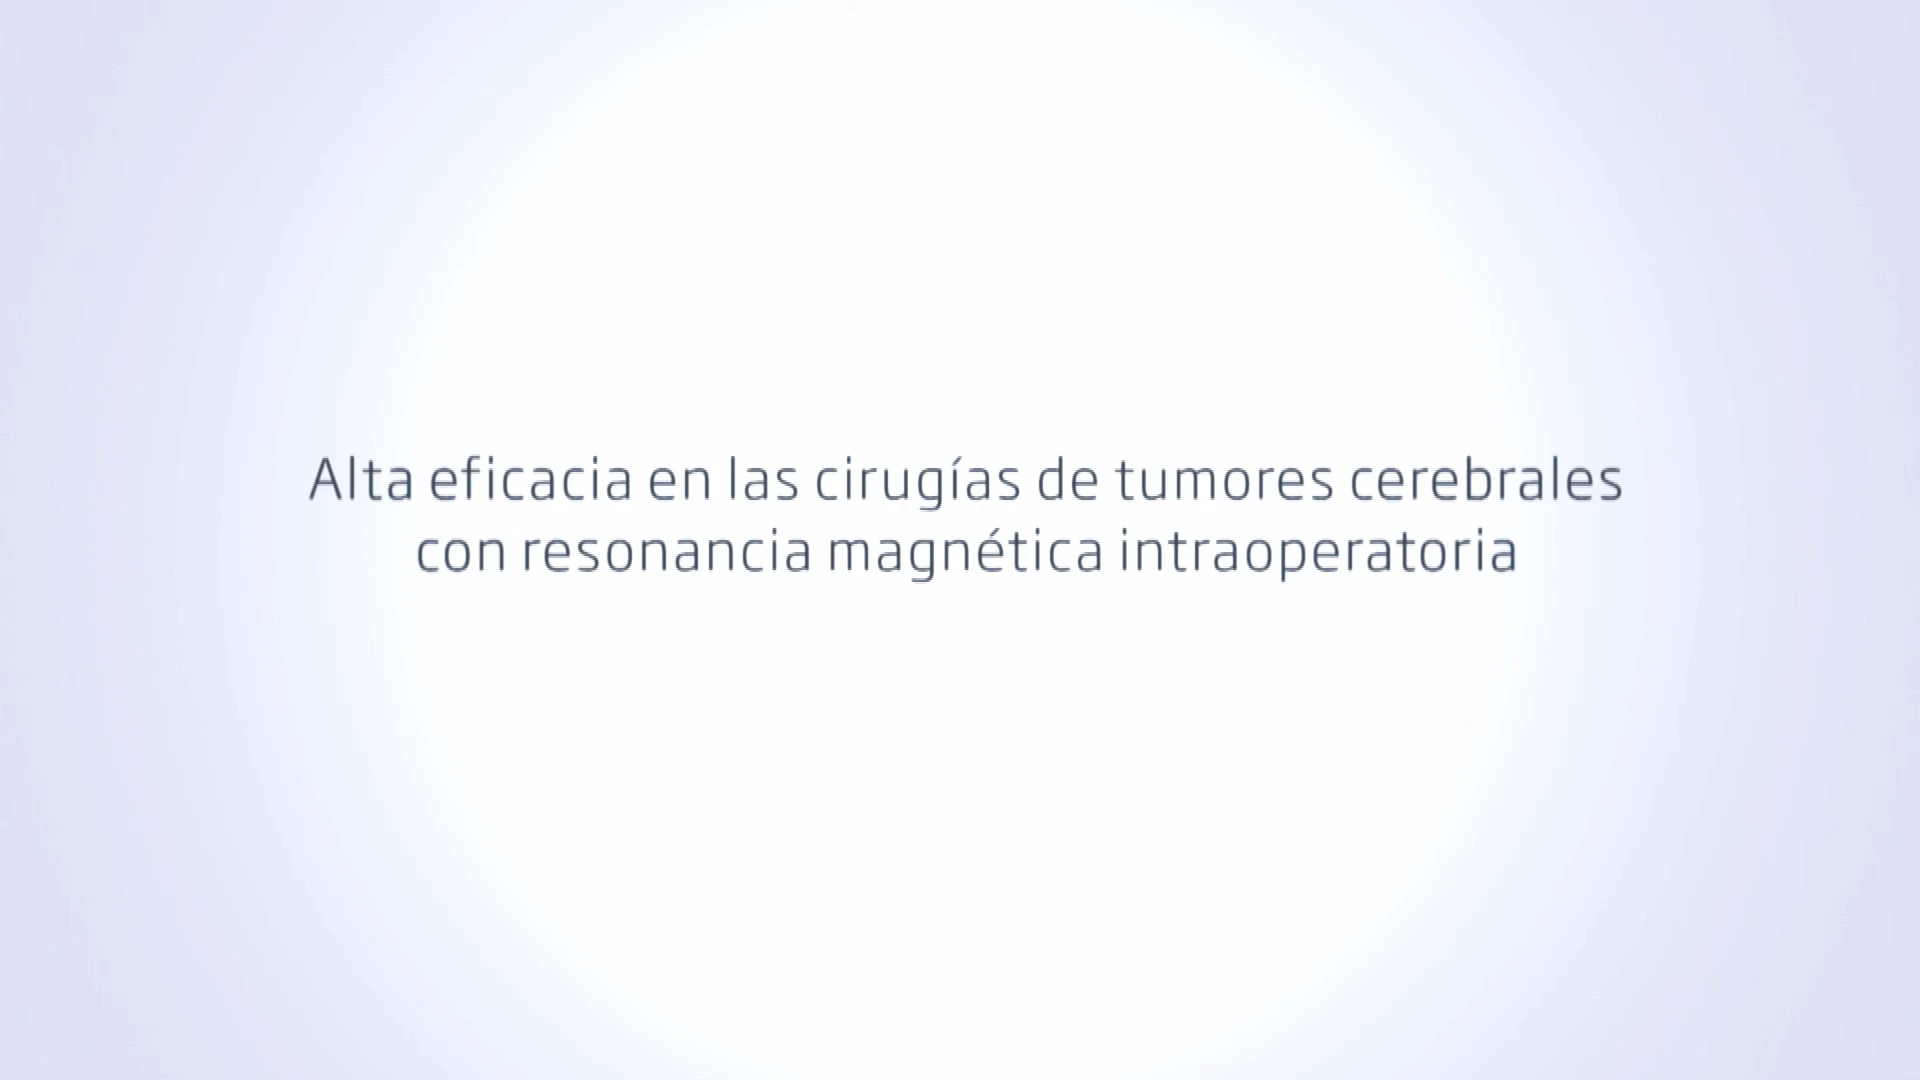 Alta eficacia en las cirugías de tumores cerebrales
con resonancia magnética intraoperatoria